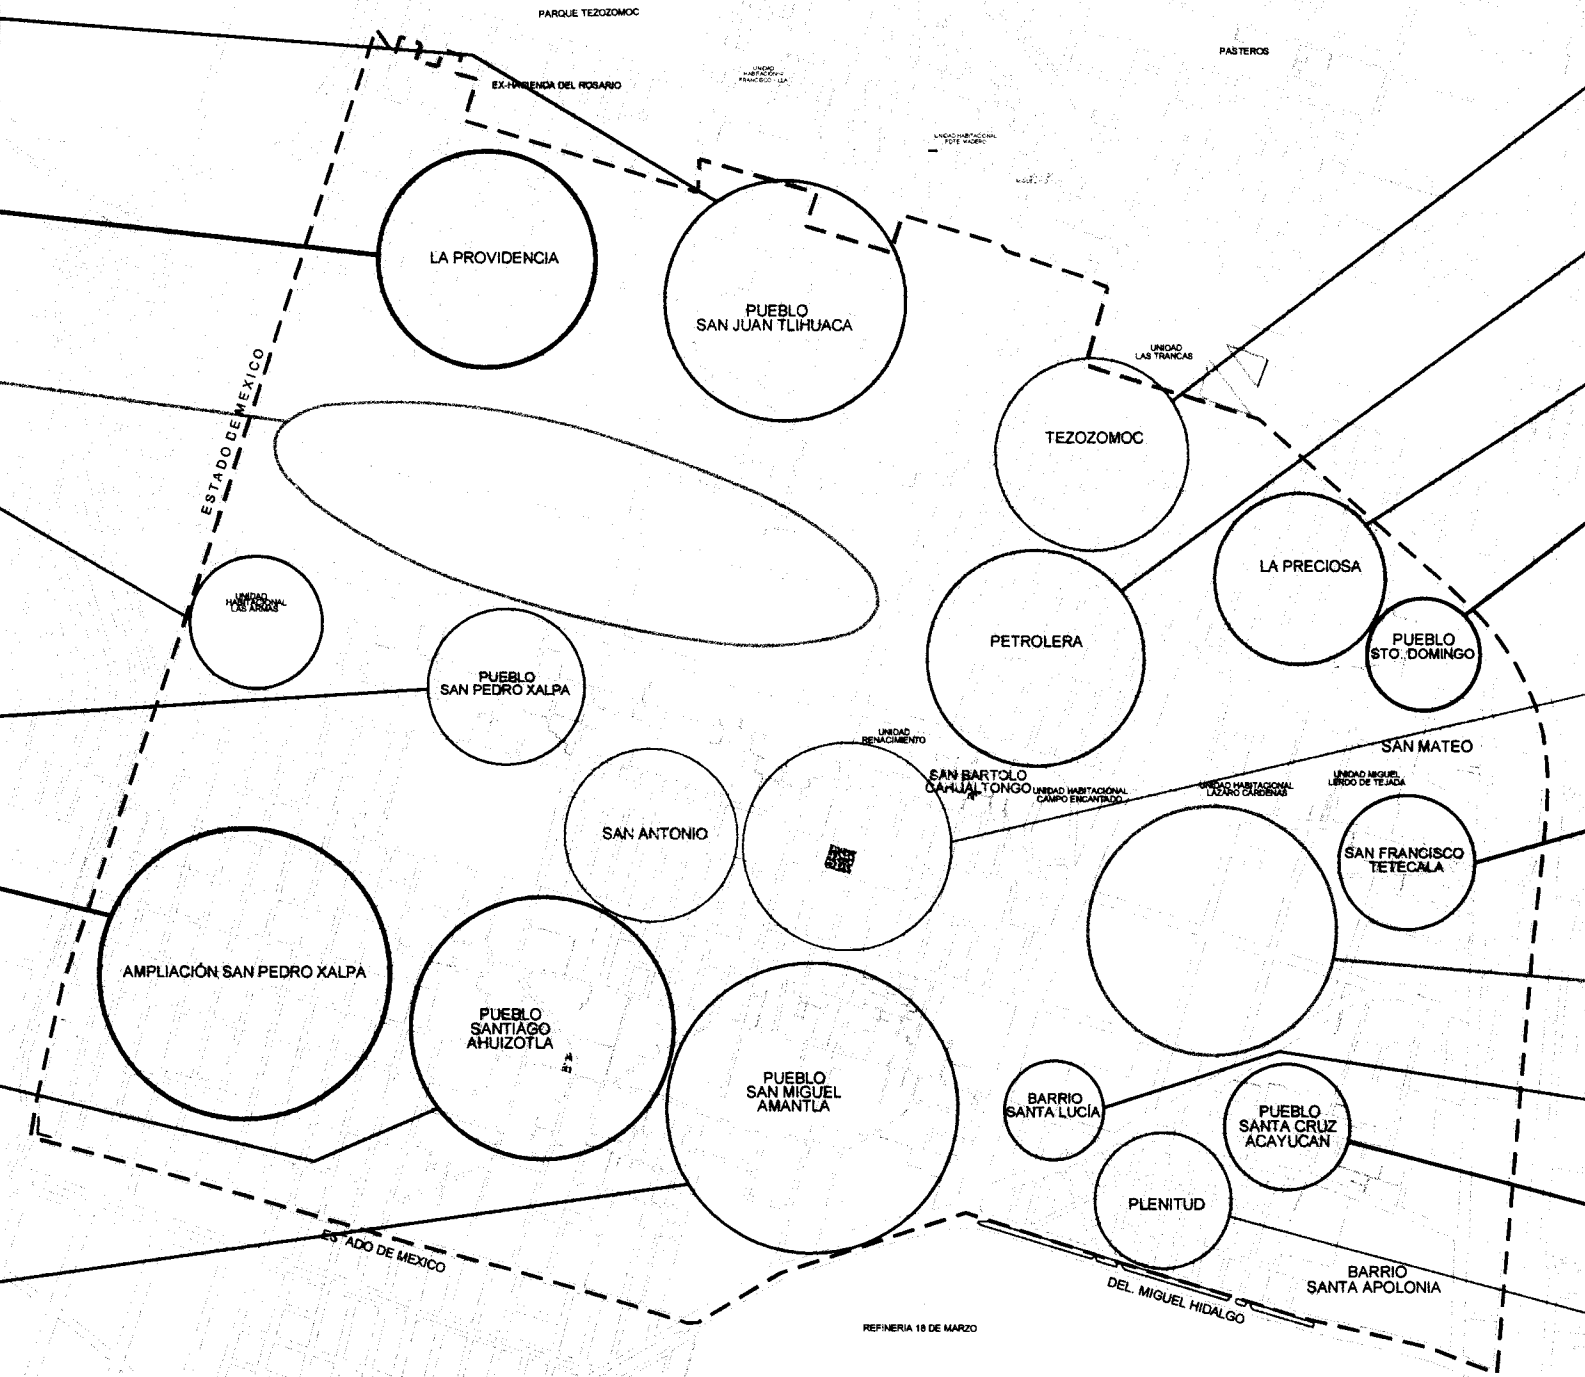 PARQUE TEZOZOMOC
PASTEROS
UNIDAD
EX-HACIENDA DEL ROSARIO
UNIDAD HABITACIONAL
LA PROVIDENCIA
PUEBLO
SAN JUAN TLIHUACA
UNIDAD
LAS TRANCAS
ESTADO DE MEXICO
TEZOZOMOC
LA PRECIOSA
UNIDAD
HABITACIONAL
LAS ARMAS
PETROLERA
PUEBLO
STO. DOMINGO
PUEBLO
SAN PEDRO XALPA
UNIDAD
RENACIMIENTO
SAN MATEO
SAN BARTOLO
CAHUALTONGO
UNIDAD HABITACIONAL
CAMPO ENCANTADO
UNIDAD HABITACIONAL
LAZARO CARDENAS
UNIDAD MIGUEL
LERDO DE TEJADA
SAN ANTONIO
SAN FRANCISCO
TETECALA
AMPLIACIÓN SAN PEDRO XALPA
PUEBLO
SANTIAGO
AHUIZOTLA
PUEBLO
SAN MIGUEL
AMANTLA
BARRIO
SANTA LUCÍA
PUEBLO
SANTA CRUZ
ACAYUCAN
PLENITUD
ESTADO DE MEXICO
BARRIO
SANTA APOLONIA
DEL. MIGUEL HIDALGO
REFINERIA 18 DE MARZO